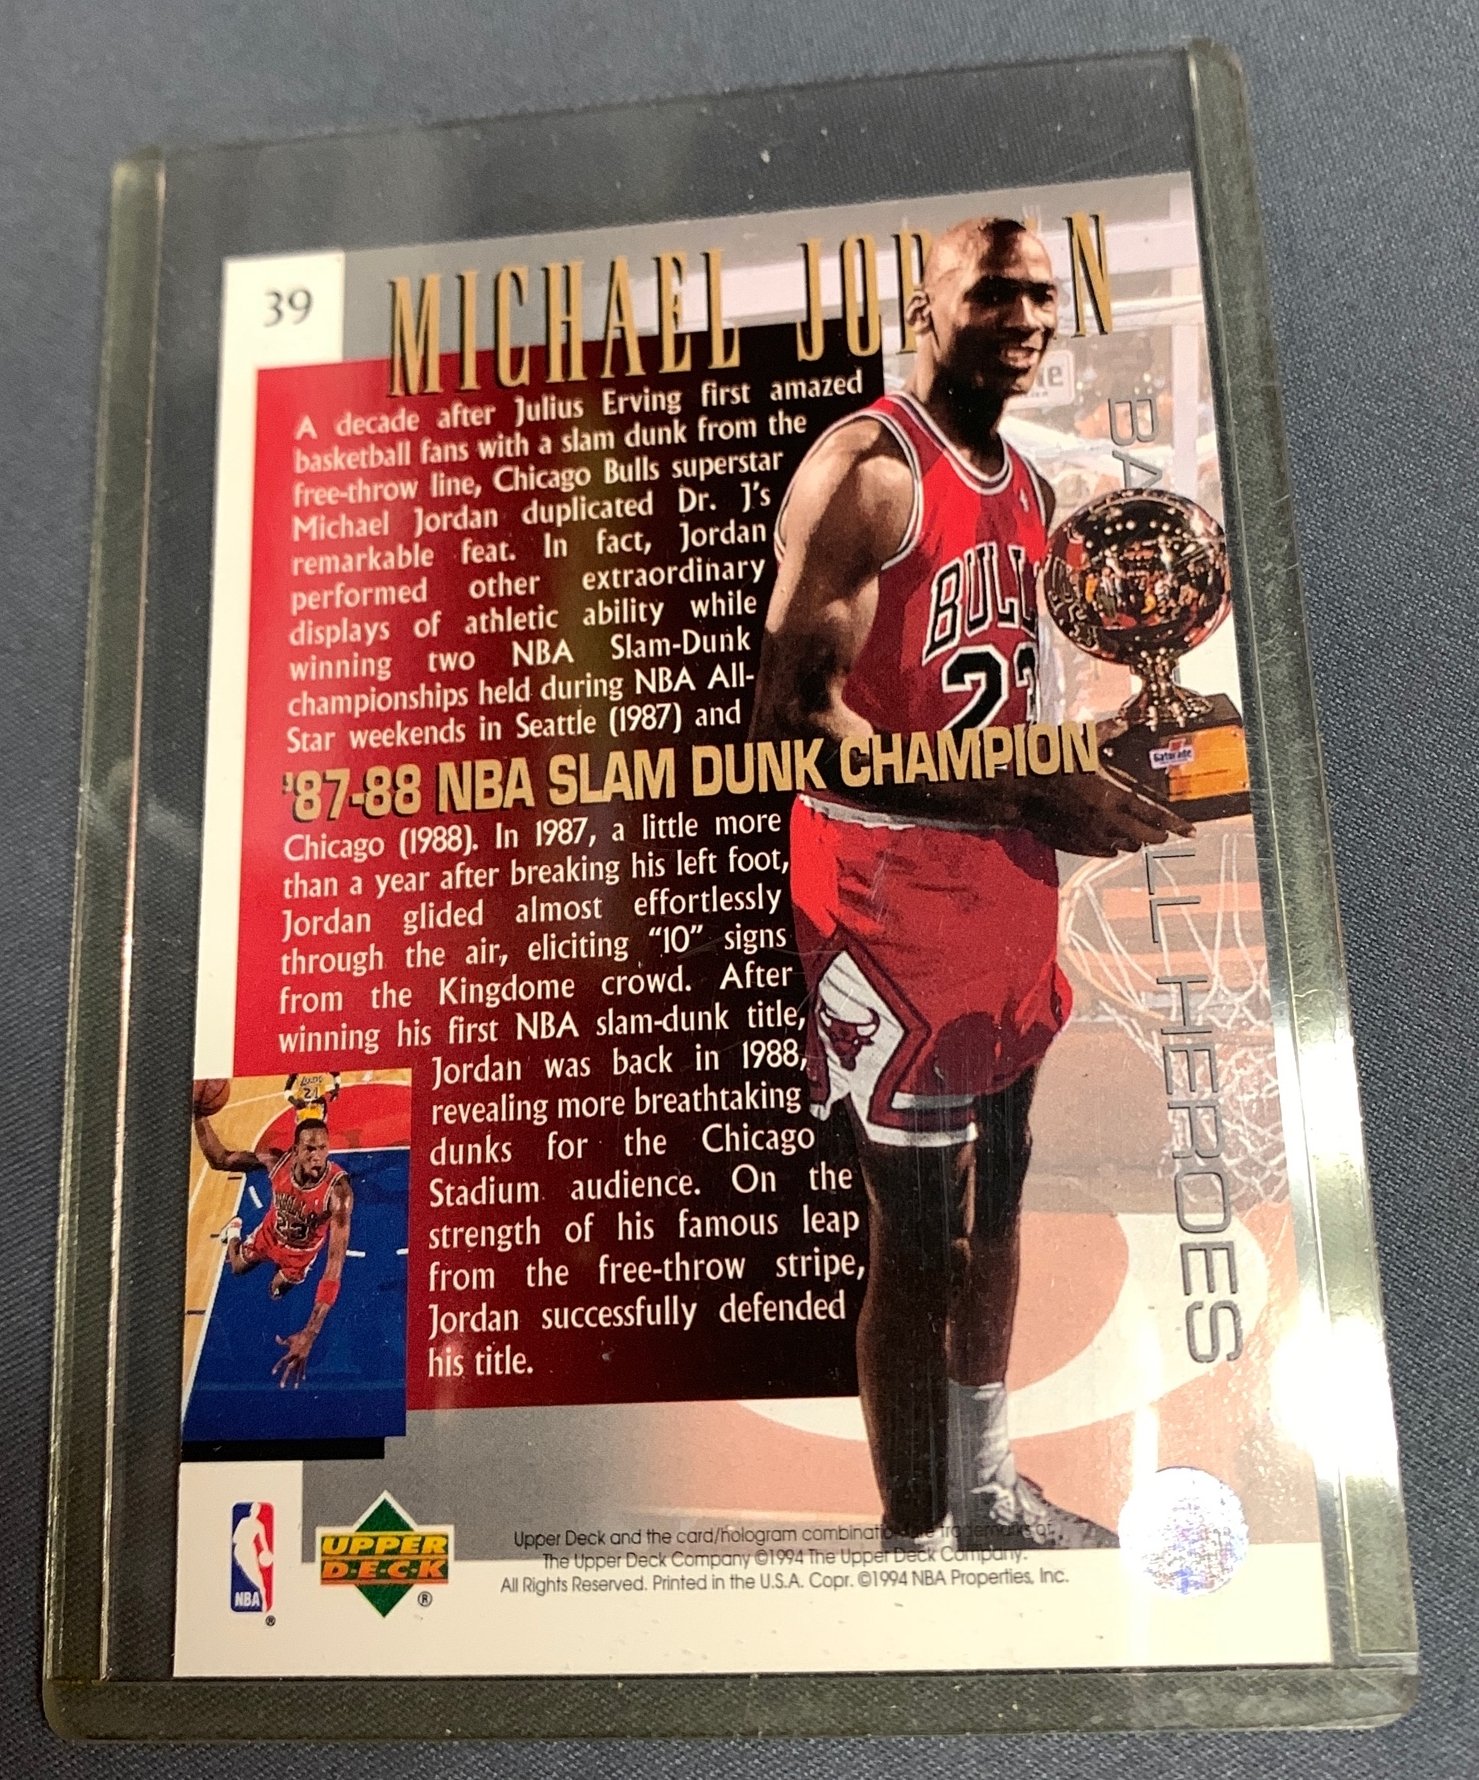 39
MICHAEL JORDAN
A decade after Julius Erving first amazed
basketball fans with a slam dunk from the
free-throw line, Chicago Bulls superstar
Michael Jordan duplicated Dr. J's
remarkable feat. In fact, Jordan
performed other extraordinary
displays of athletic ability while
winning two NBA Slam-Dunk
championships held during NBA All-
Star weekends in Seattle (1987) and
'87-88 NBA SLAM DUNK CHAMPION
Chicago (1988). In 1987, a little more
than a year after breaking his left foot,
Jordan glided almost effortlessly
through the air, eliciting "10" signs
from the Kingdome crowd. After
winning his first NBA slam-dunk title,
Jordan was back in 1988,
revealing more breathtaking
dunks for the Chicago
Stadium audience. On the
strength of his famous leap
from the free-throw stripe,
Jordan successfully defended
his title.
BULLS
23
Gatorade
BA LL HEROES
21
23
NBA
®
UPPER
D·E·C·K
®
Upper Deck and the card/hologram combination are trademarks of
The Upper Deck Company ©1994 The Upper Deck Company.
All Rights Reserved. Printed in the U.S.A. Copr. ©1994 NBA Properties, Inc.